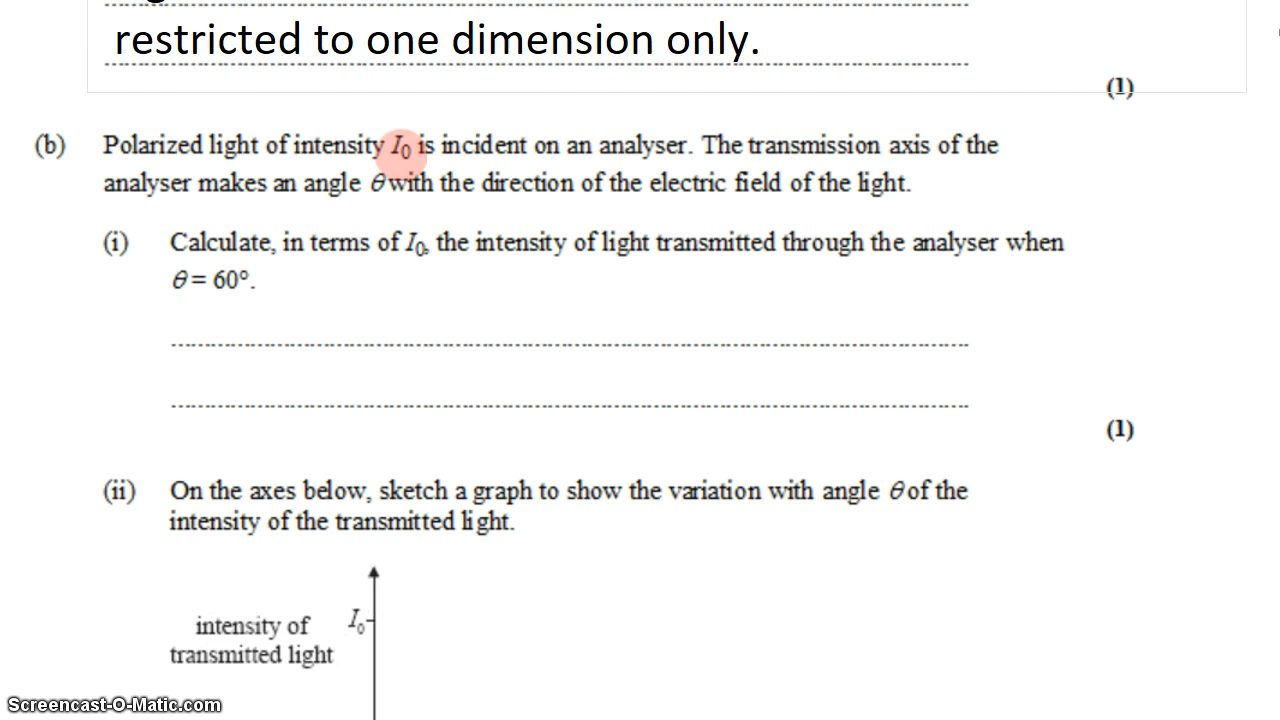 restricted to one dimension only.
(1)
(b) Polarized light of intensity I₀ is incident on an analyser. The transmission axis of the
analyser makes an angle θ with the direction of the electric field of the light.
(i) Calculate, in terms of I₀, the intensity of light transmitted through the analyser when
θ = 60°.
(1)
(ii) On the axes below, sketch a graph to show the variation with angle θ of the
intensity of the transmitted light.
intensity of I₀
transmitted light
Screencast-O-Matic.com